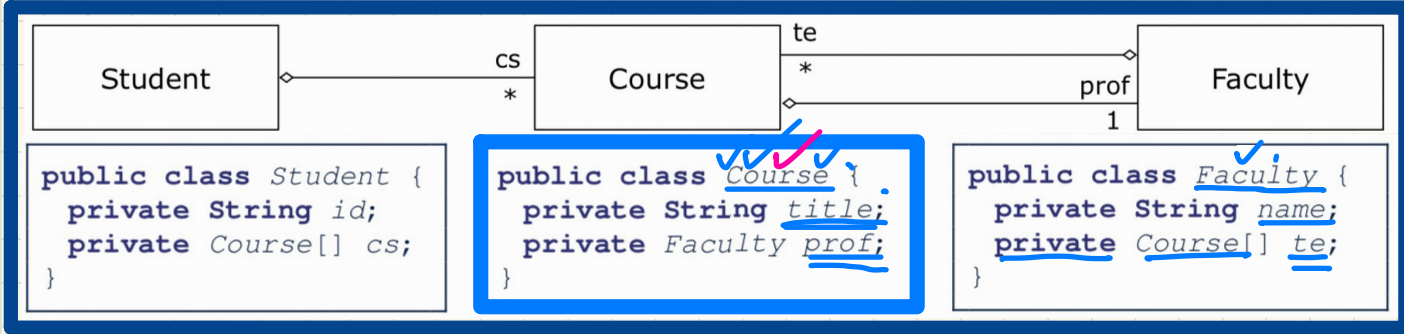 te
cs
prof
Student
Course
Faculty
*
*
1
public class Student {
private String id;
private Course[] cs;
}
public class Course {
private String title;
private Faculty prof;
}
public class Faculty {
private String name;
private Course[] te;
}